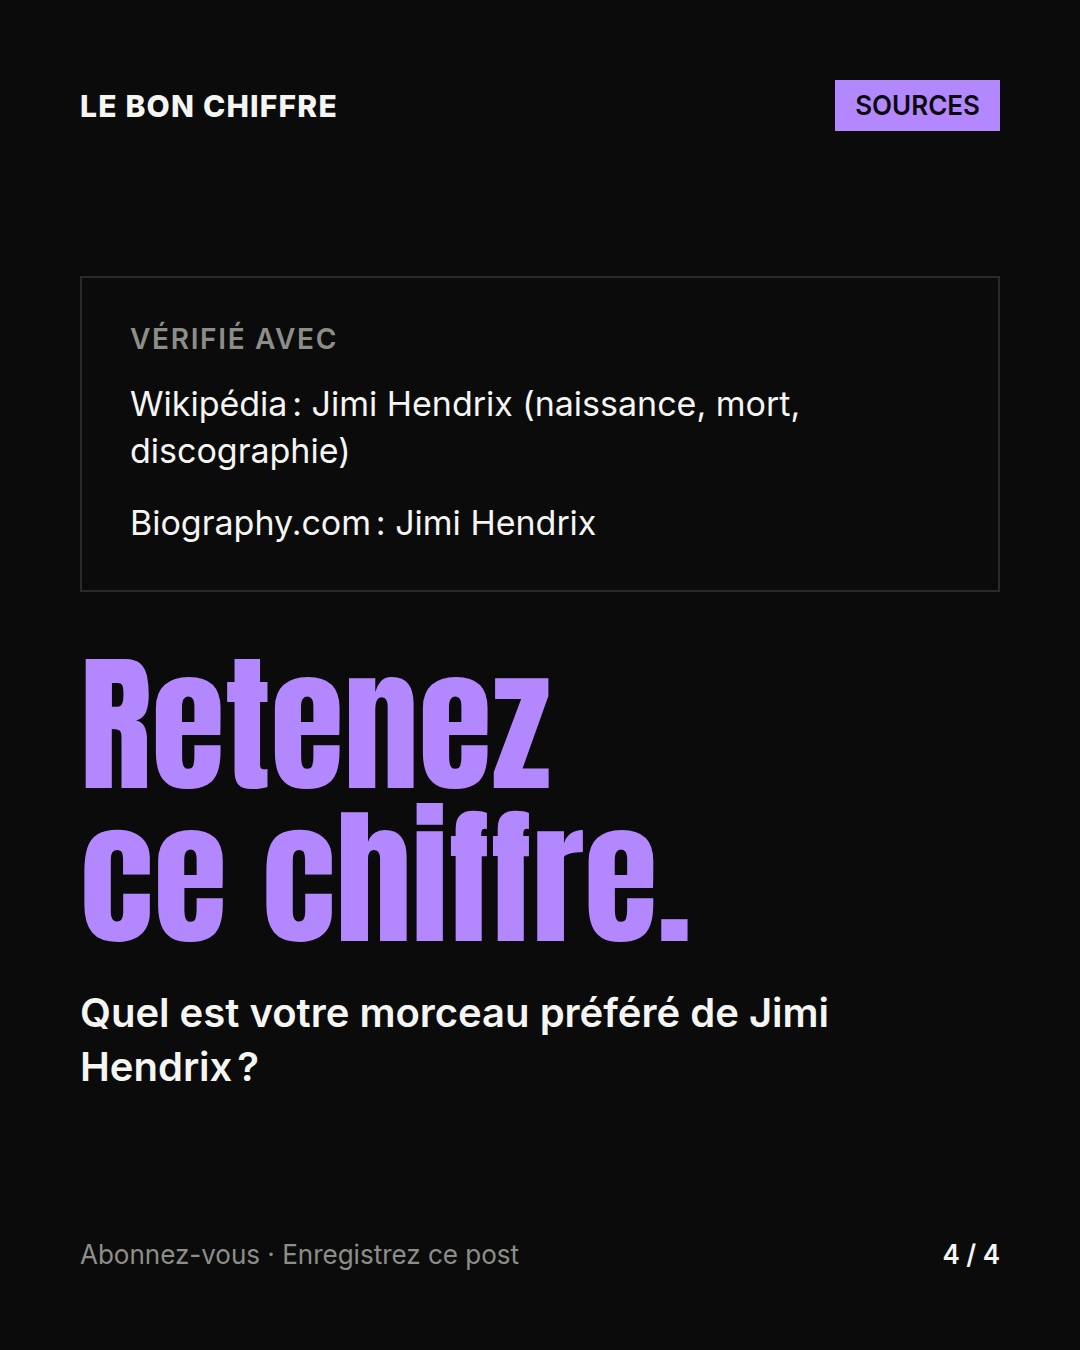 LE BON CHIFFRE
SOURCES
VÉRIFIÉ AVEC
Wikipédia : Jimi Hendrix (naissance, mort,
discographie)
Biography.com : Jimi Hendrix
Retenez
ce chiffre.
Quel est votre morceau préféré de Jimi
Hendrix ?
Abonnez-vous · Enregistrez ce post
4 / 4